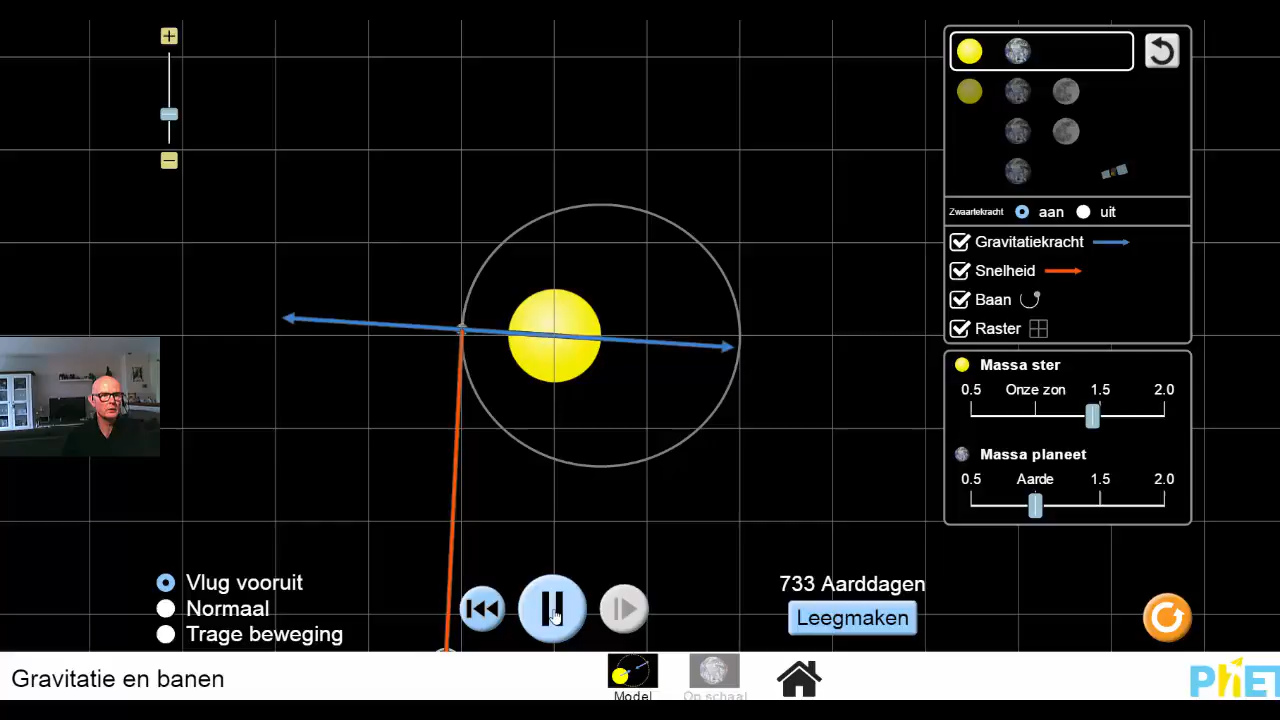 +
−
Zwaartekracht aan uit
Gravitatiekracht
Snelheid
Baan
Raster
Massa ster
0.5 Onze zon 1.5 2.0
Massa planeet
0.5 Aarde 1.5 2.0
Vlug vooruit
Normaal
Trage beweging
733 Aarddagen
Leegmaken
Gravitatie en banen
Model
Op schaal
PhET